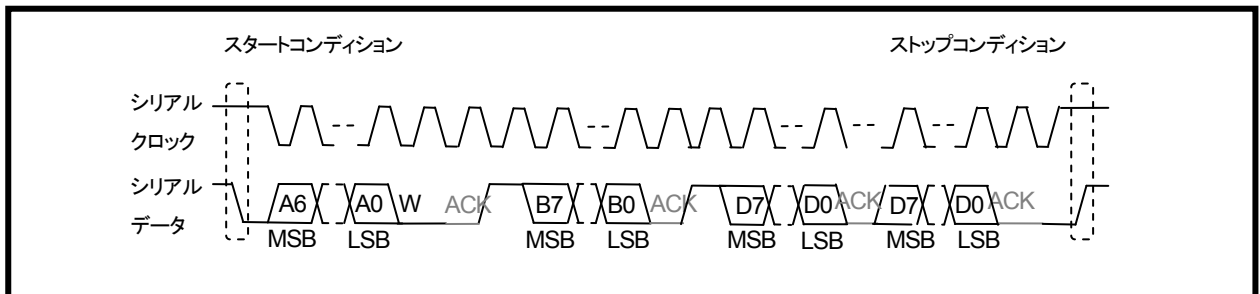 スタートコンディション ストップコンディション
シリアル
クロック
シリアル
データ
A6 A0 W ACK B7 B0 ACK D7 D0 ACK D7 D0 ACK
MSB LSB MSB LSB MSB LSB MSB LSB